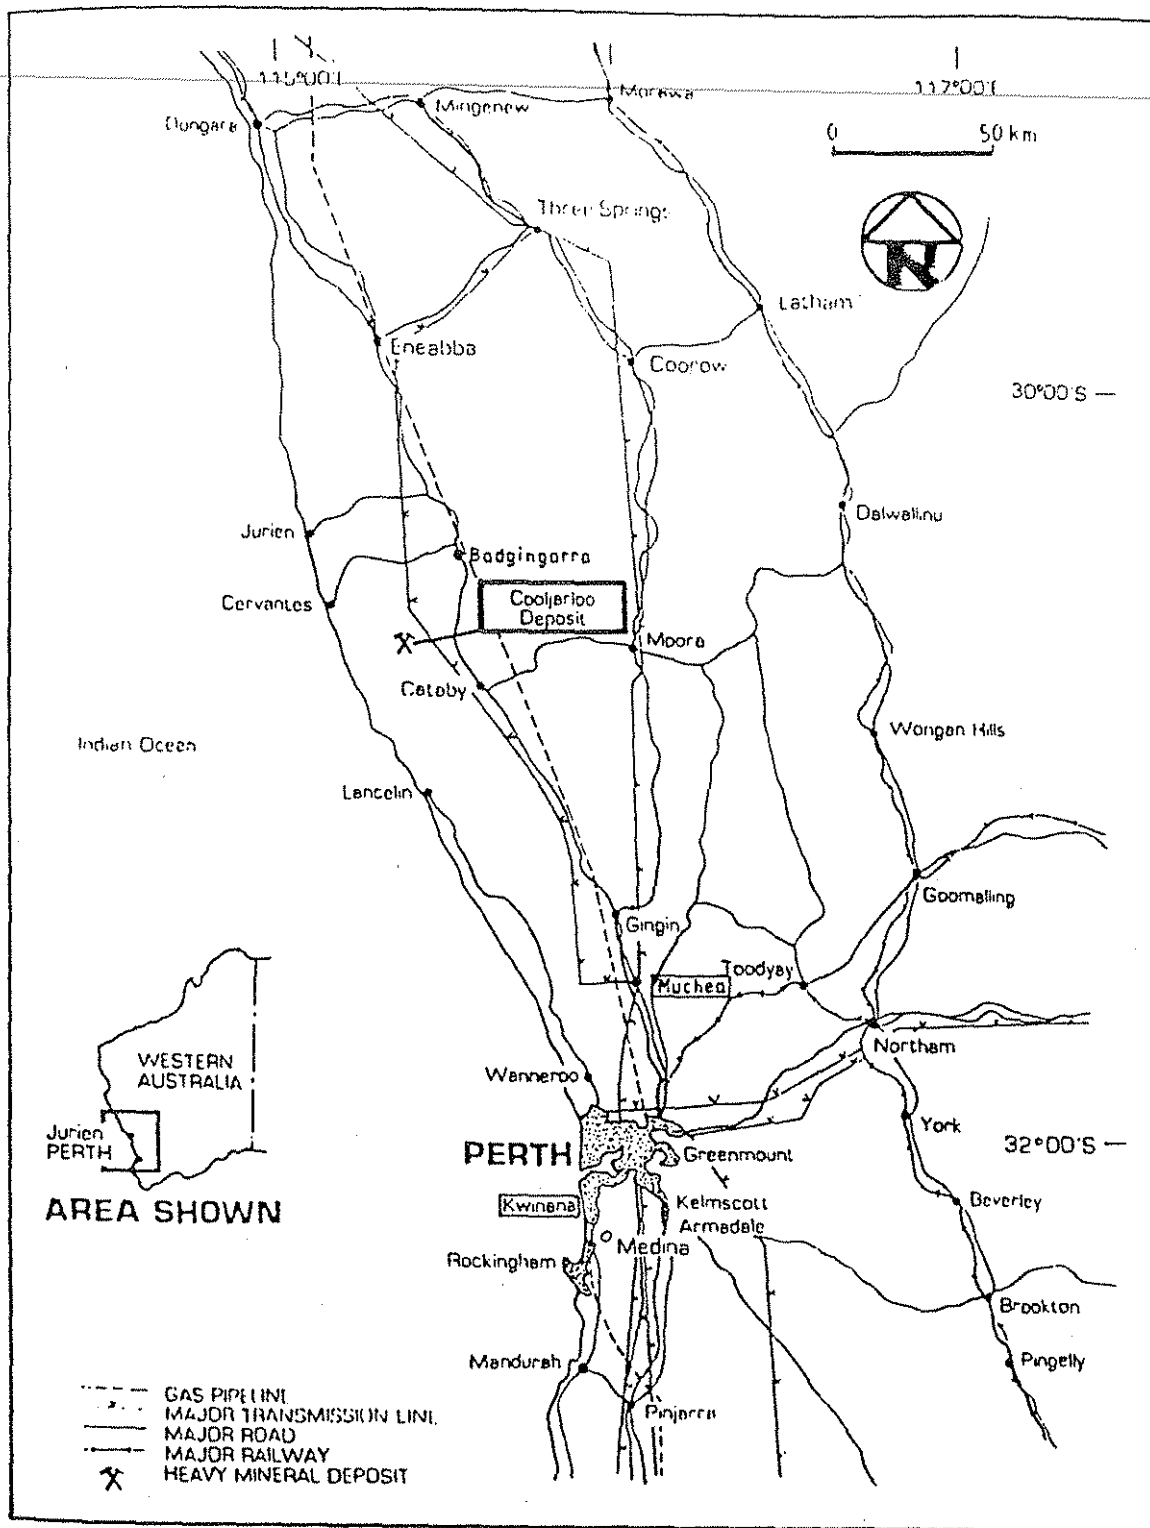 115°00'E
117°00'E
Dongara
Mingenew
Morawa
0 50 km
Three Springs
N
Latham
Eneabba
Coorow
30°00'S
Jurien
Badgingarra
Dalwallinu
Cervantes
Cooljarloo
Deposit
Moora
Cataby
Indian Ocean
Wongan Hills
Lancelin
Goomalling
Gingin
Toodyay
Muchea
Northam
WESTERN
AUSTRALIA
Wanneroo
York
Jurien
PERTH
PERTH
Greenmount
32°00'S
AREA SHOWN
Kwinana
Kelmscott
Armadale
Beverley
Medina
Rockingham
Brookton
Mandurah
Pingelly
Pinjarra
GAS PIPELINE
MAJOR TRANSMISSION LINE
MAJOR ROAD
MAJOR RAILWAY
HEAVY MINERAL DEPOSIT